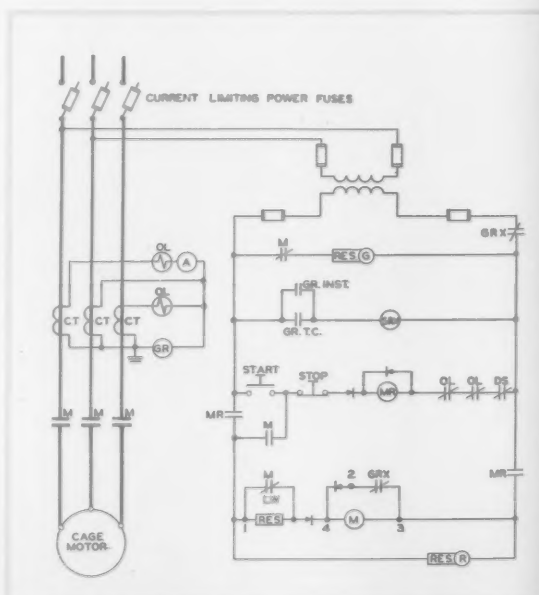 CURRENT LIMITING POWER FUSES
GRX
OL
A
M
RES.
G
GR. INST.
OL
CT
CT
CT
GR
GR. T.C.
START
STOP
MR
OL
OL
DS
M
M
M
MR
M
M
2
GRX
MR
1
RES
4
M
3
CAGE
MOTOR
RES
R